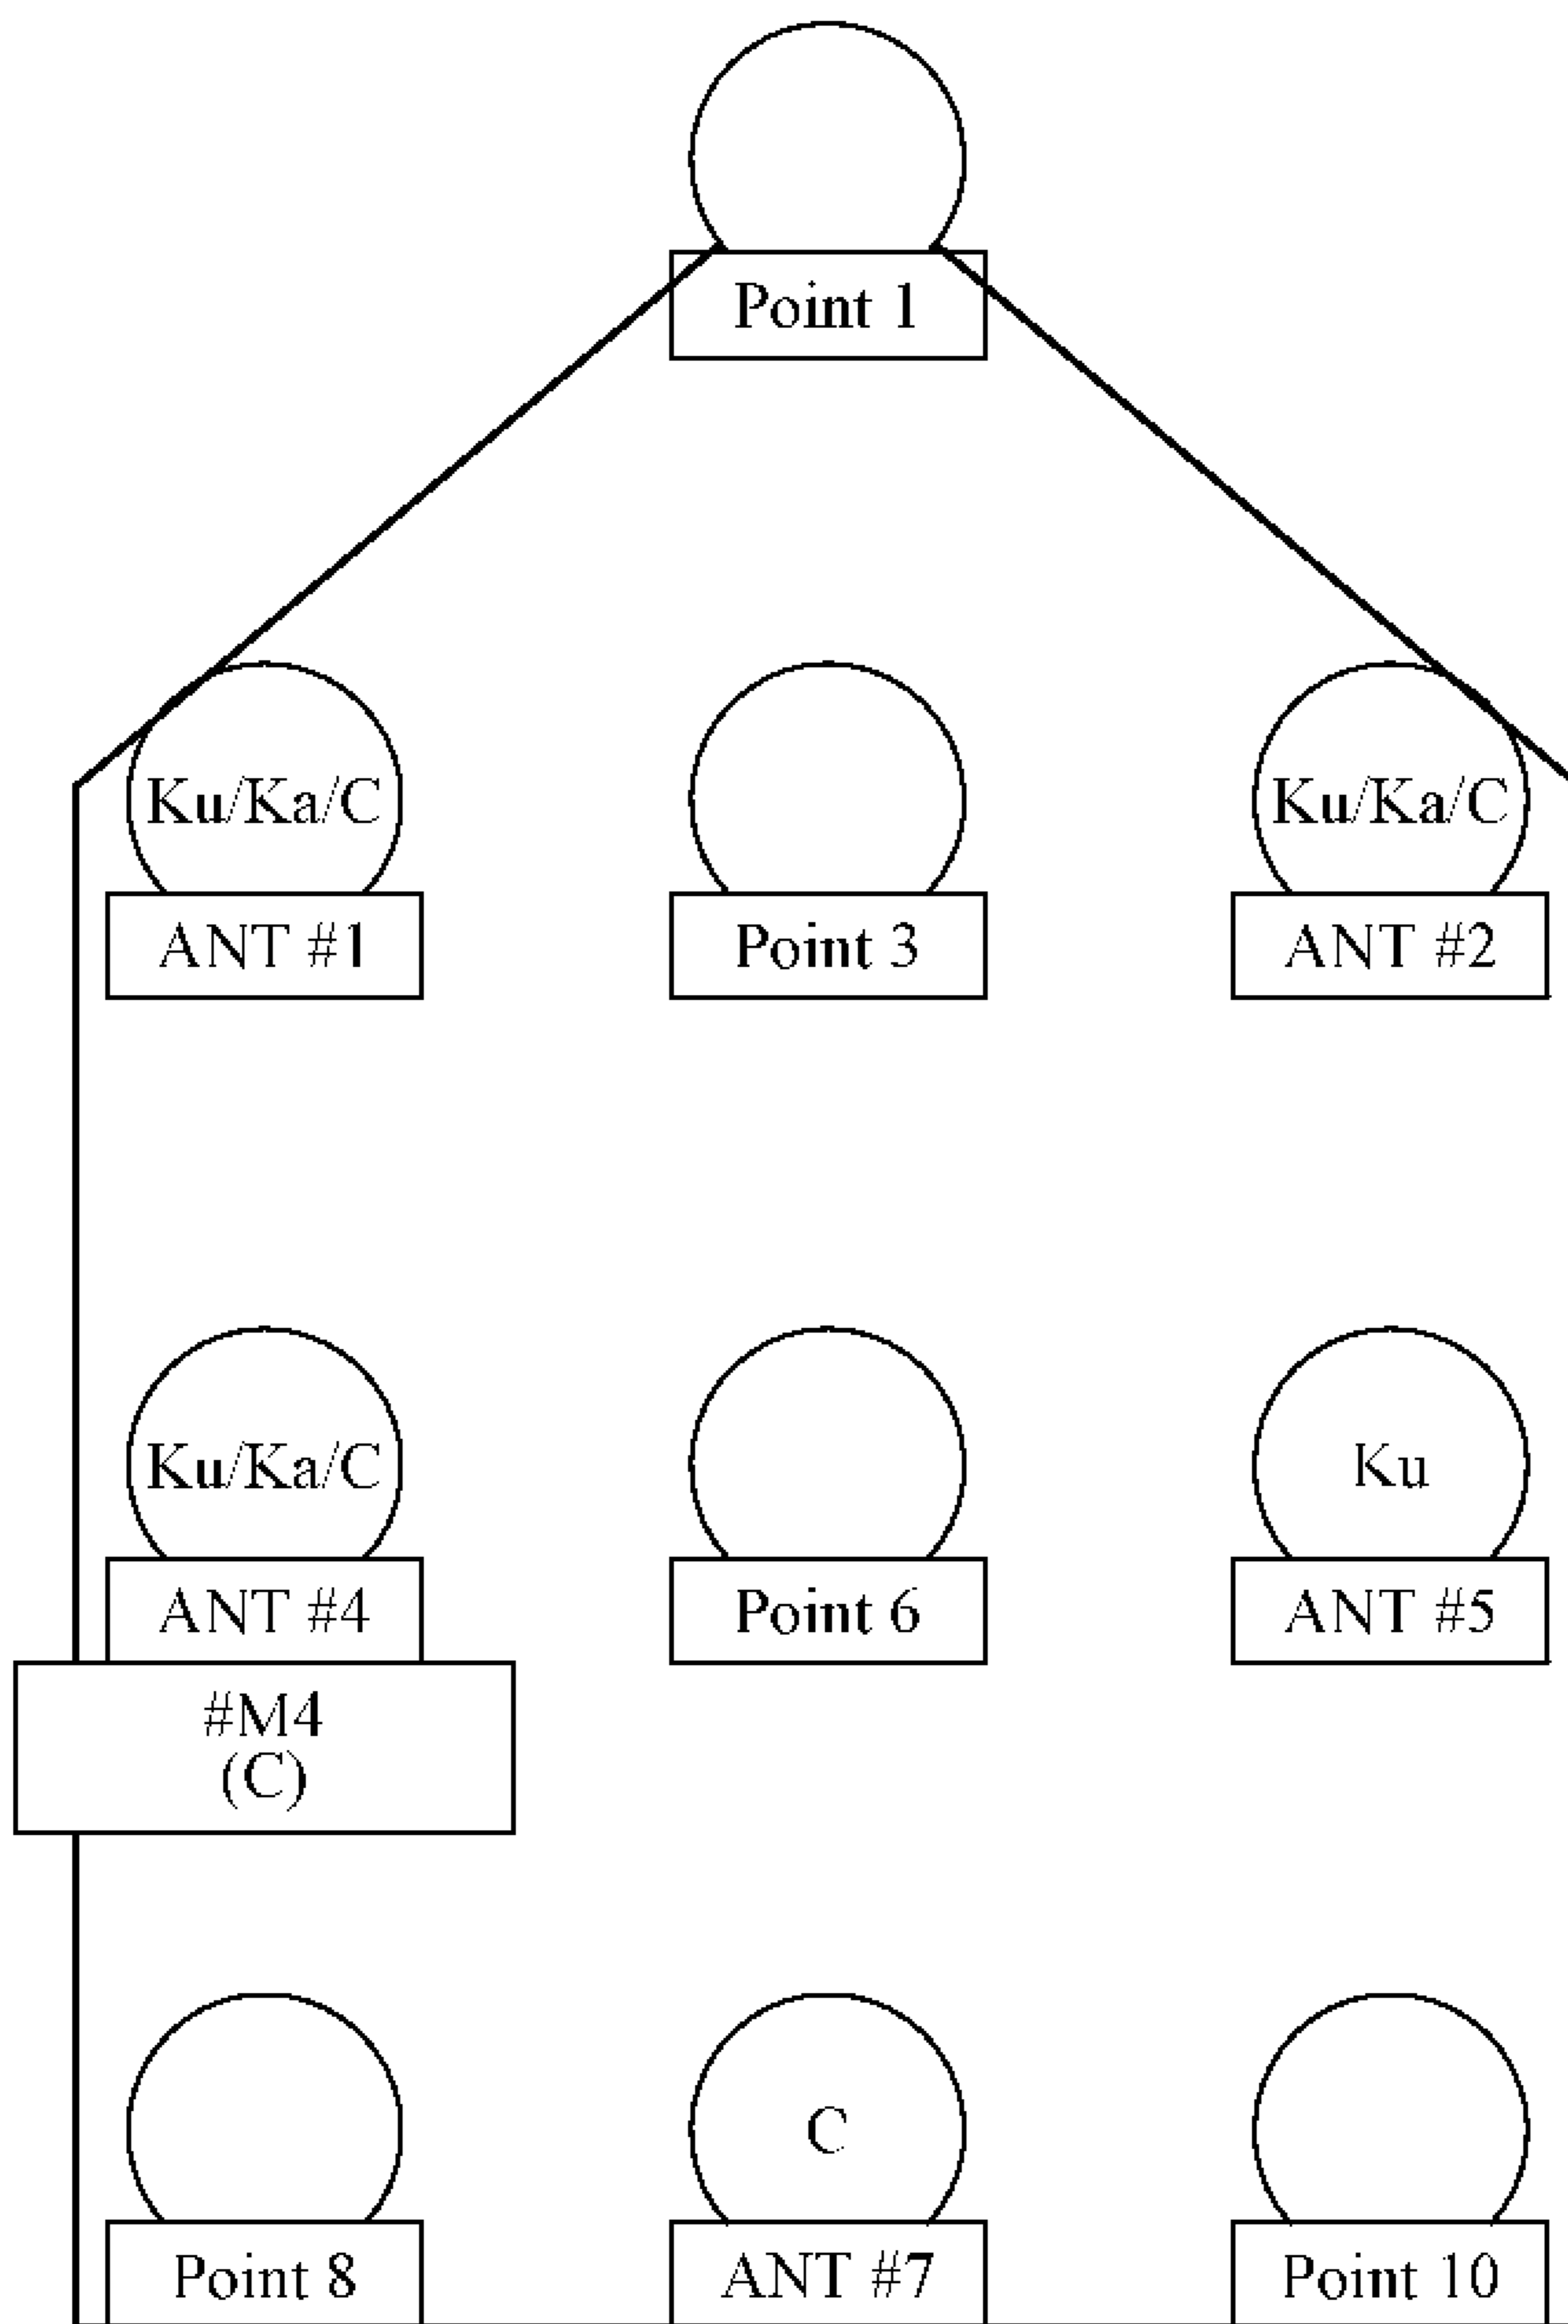 Point 1
Ku/Ka/C
Ku/Ka/C
ANT #1
Point 3
ANT #2
Ku/Ka/C
Ku
ANT #4
Point 6
ANT #5
#M4
(C)
C
Point 8
ANT #7
Point 10